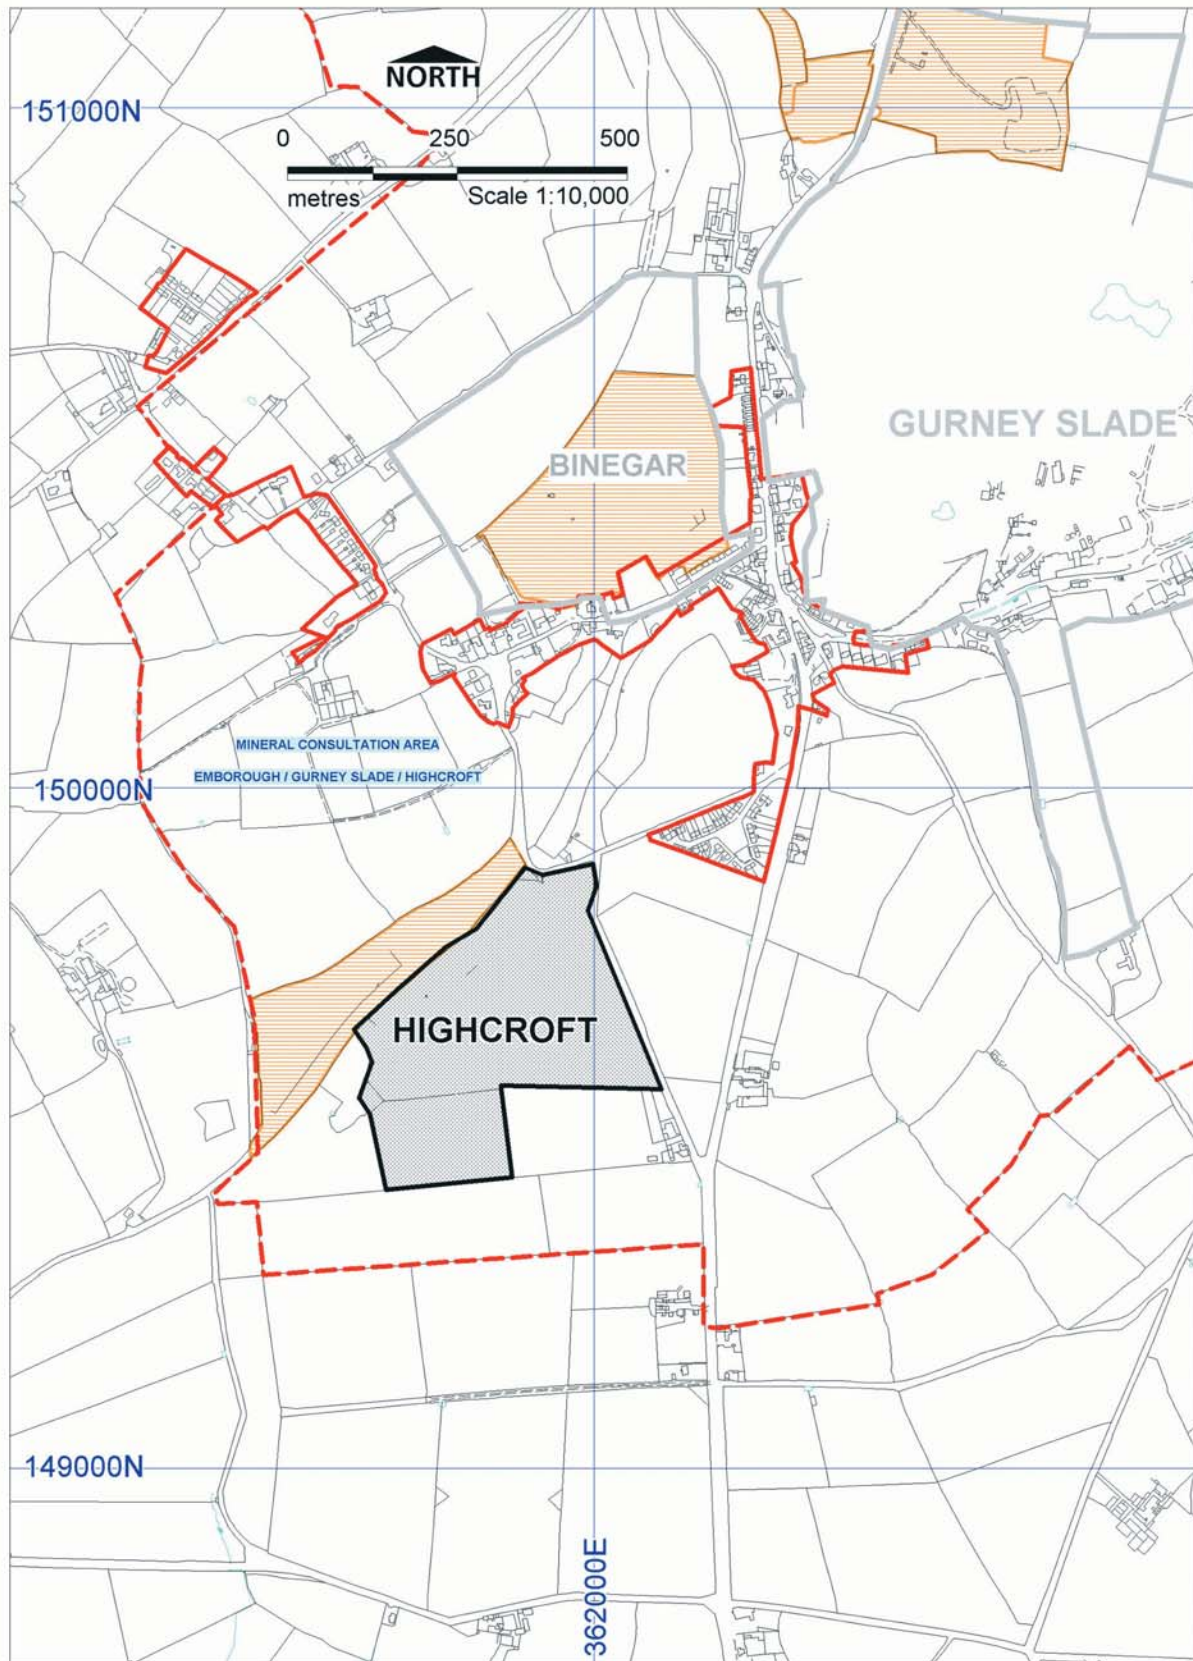 NORTH
151000N
0 250 500
metres Scale 1:10,000
GURNEY SLADE
BINEGAR
MINERAL CONSULTATION AREA
EMBOROUGH / GURNEY SLADE / HIGHCROFT
150000N
HIGHCROFT
149000N
362000E